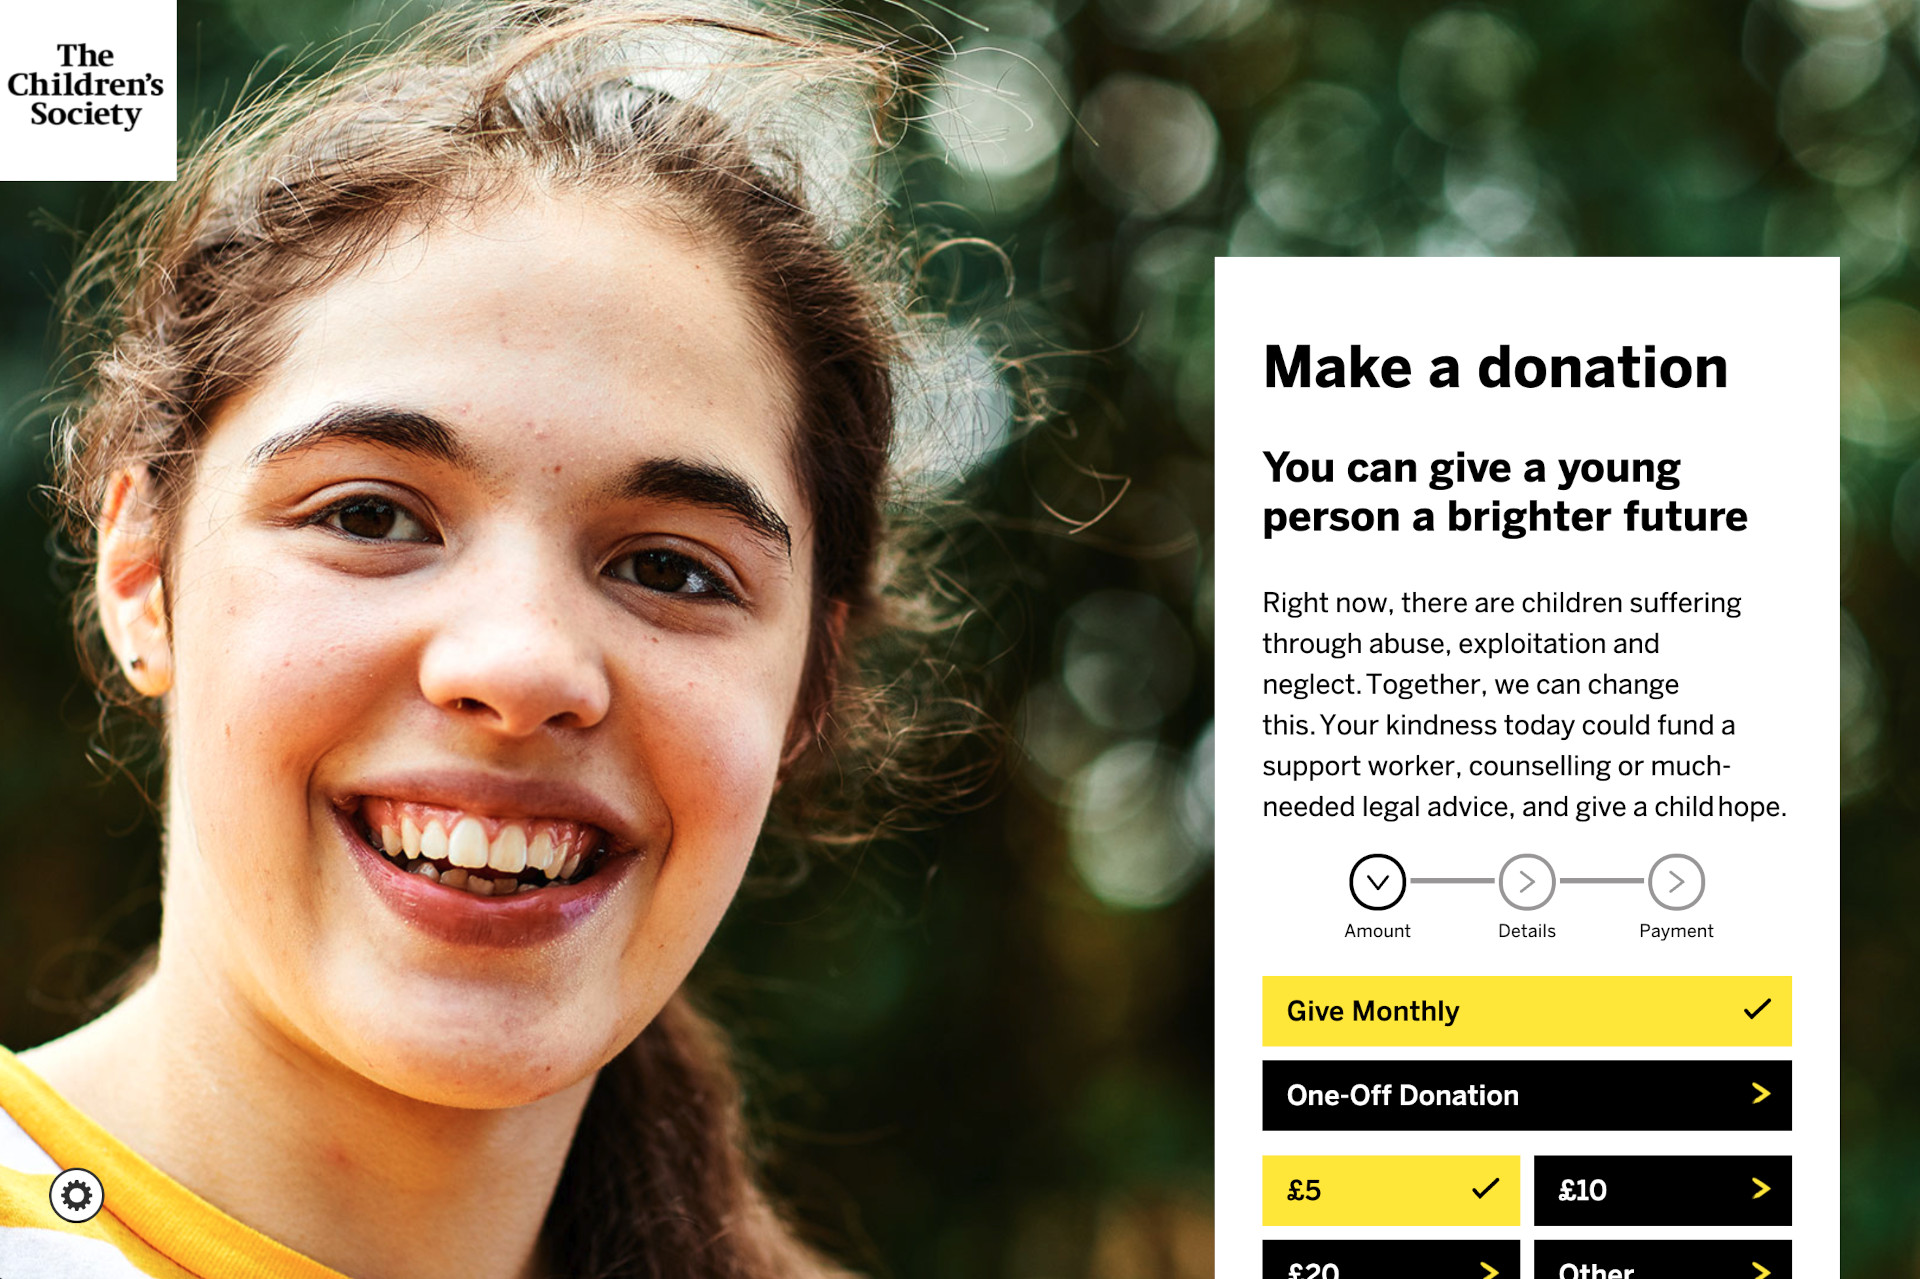 The
Children's
Society
Make a donation
You can give a young
person a brighter future
Right now, there are children suffering
through abuse, exploitation and
neglect. Together, we can change
this. Your kindness today could fund a
support worker, counselling or much-
needed legal advice, and give a child hope.
Amount Details Payment
Give Monthly
One-Off Donation
£5 £10
£20 Other